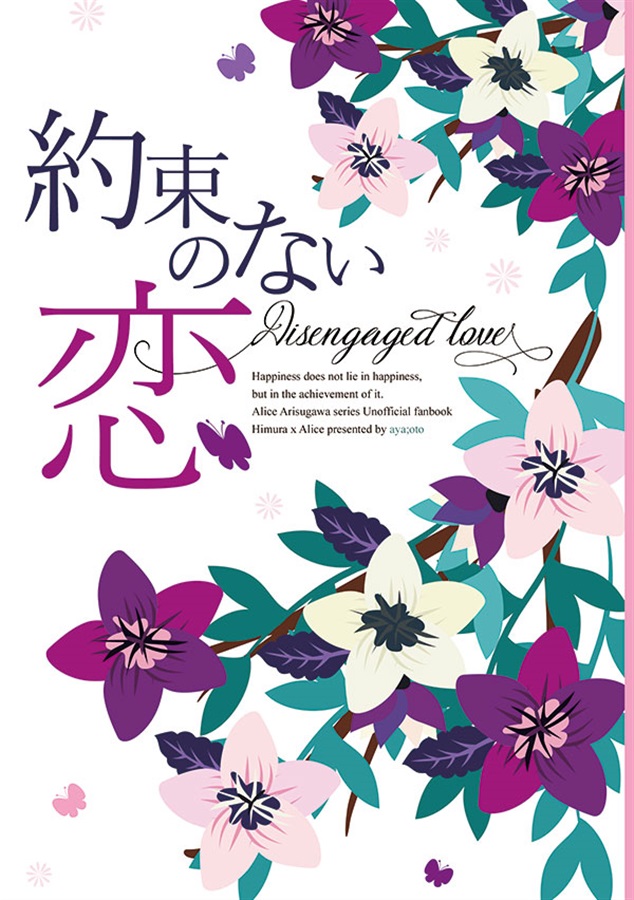 約束
のない
恋
Disengaged love
Happiness does not lie in happiness,
but in the achievement of it.
Alice Arisugawa series Unofficial fanbook
Himura x Alice presented by aya;oto